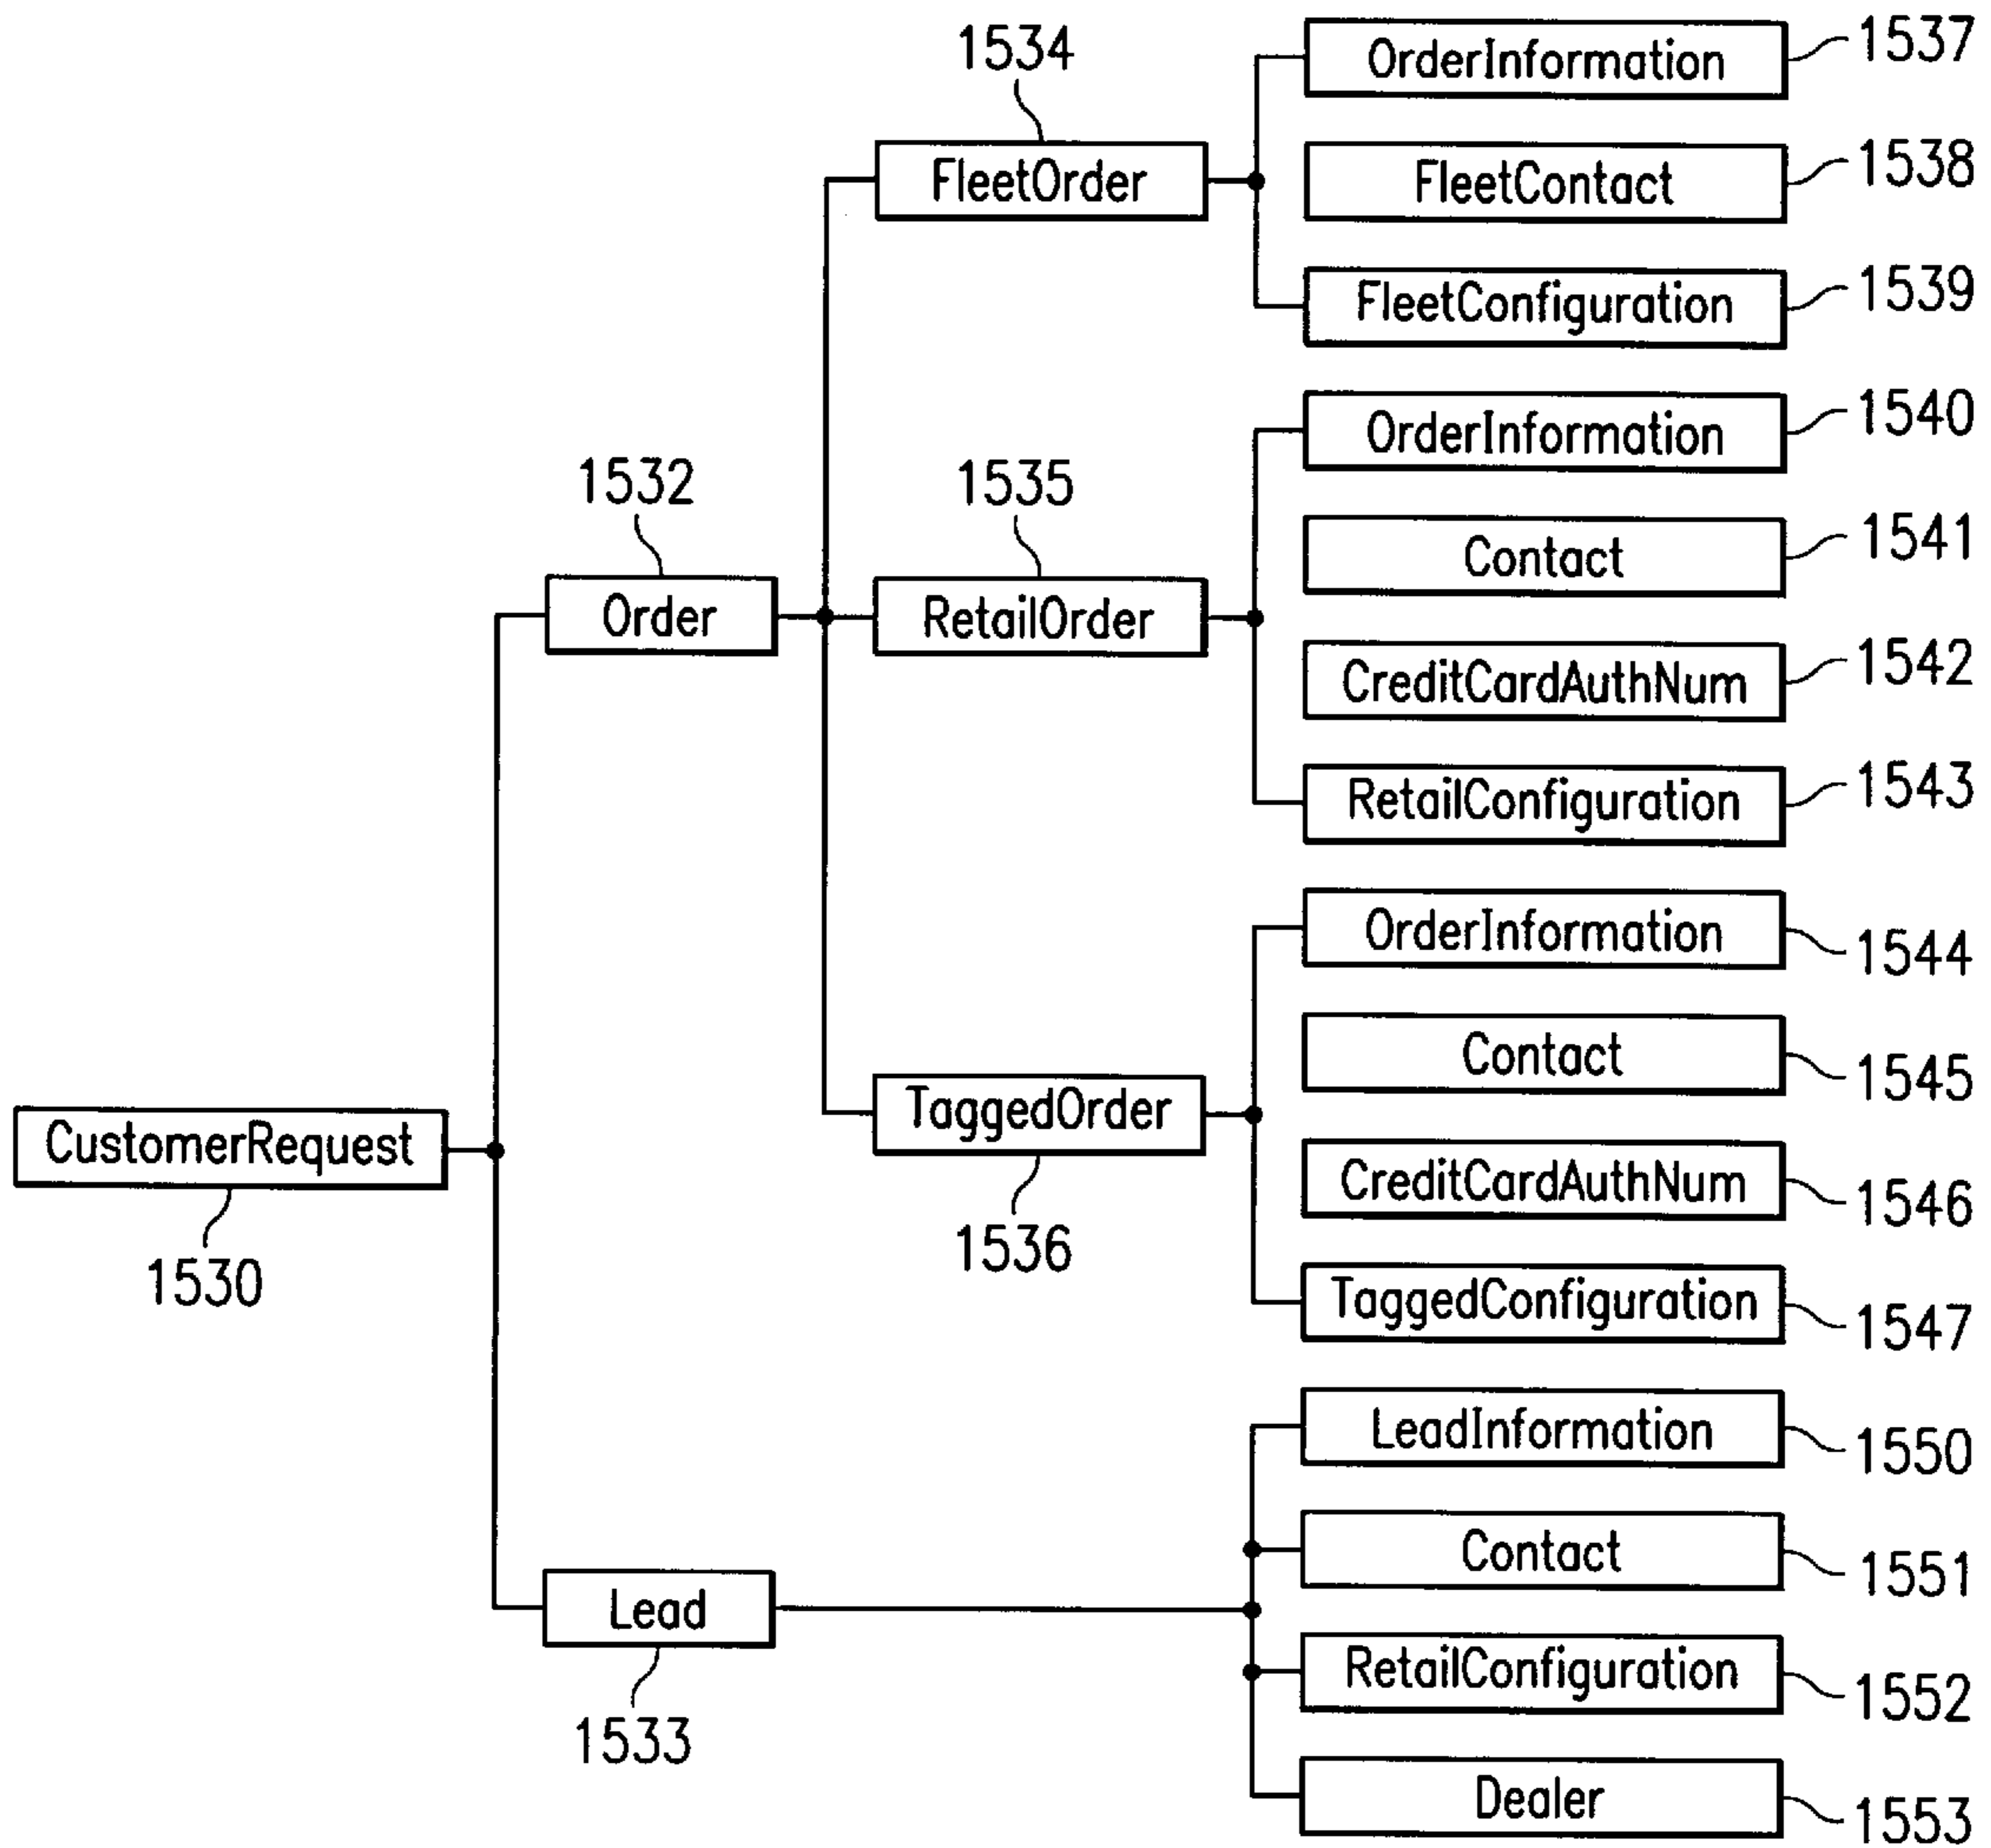 1534
OrderInformation 1537
FleetOrder
FleetContact 1538
FleetConfiguration 1539
1532
1535
OrderInformation 1540
Order
RetailOrder
Contact 1541
CreditCardAuthNum 1542
RetailConfiguration 1543
OrderInformation 1544
Contact 1545
CustomerRequest
TaggedOrder
CreditCardAuthNum 1546
1530
1536
TaggedConfiguration 1547
LeadInformation 1550
Contact 1551
Lead
RetailConfiguration 1552
1533
Dealer 1553